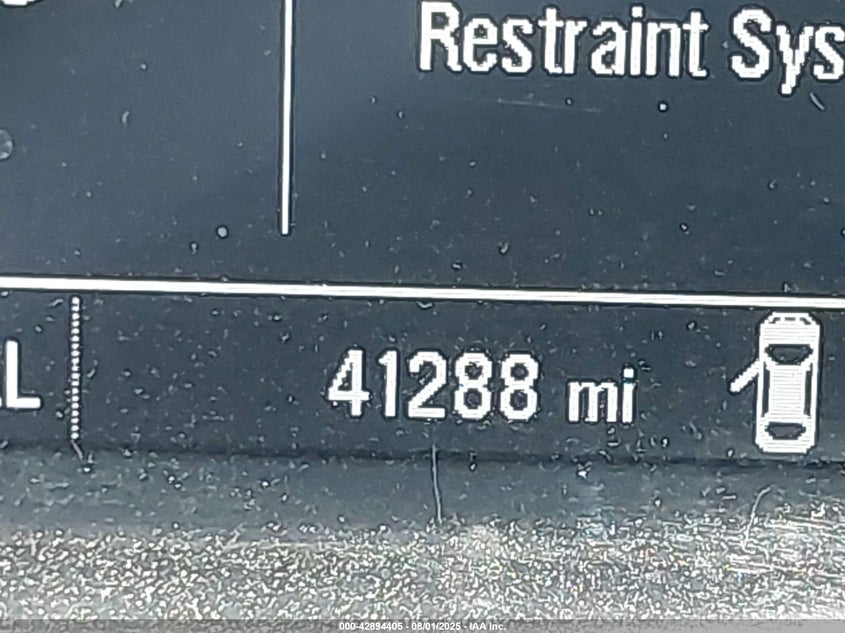 Restraint Sys
L
41288 mi
000-42894405 - 08/01/2025 - IAA Inc.